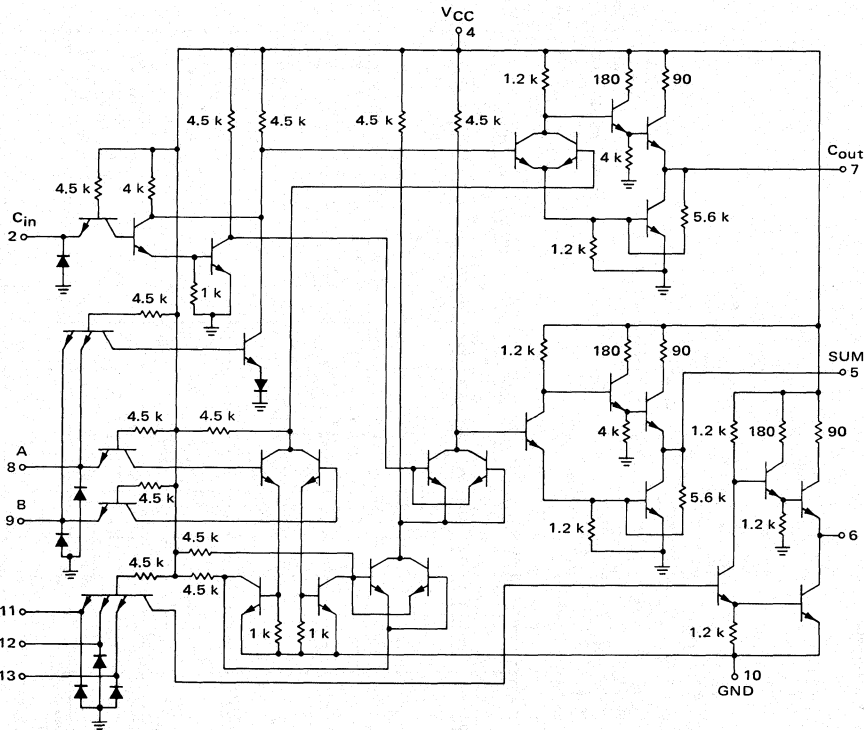 VCC
4
1.2 k 180 90
4.5 k 4.5 k 4.5 k 4.5 k
4 k
Cout
7
4.5 k 4 k
Cin
2
5.6 k
1.2 k
1 k
4.5 k
1.2 k 180 90
SUM
5
4.5 k 4.5 k
4 k
1.2 k 180 90
A
8
4.5 k
B
9
5.6 k
1.2 k
1.2 k
6
4.5 k
4.5 k
4.5 k
11
1 k 1 k
1.2 k
12
13
10
GND